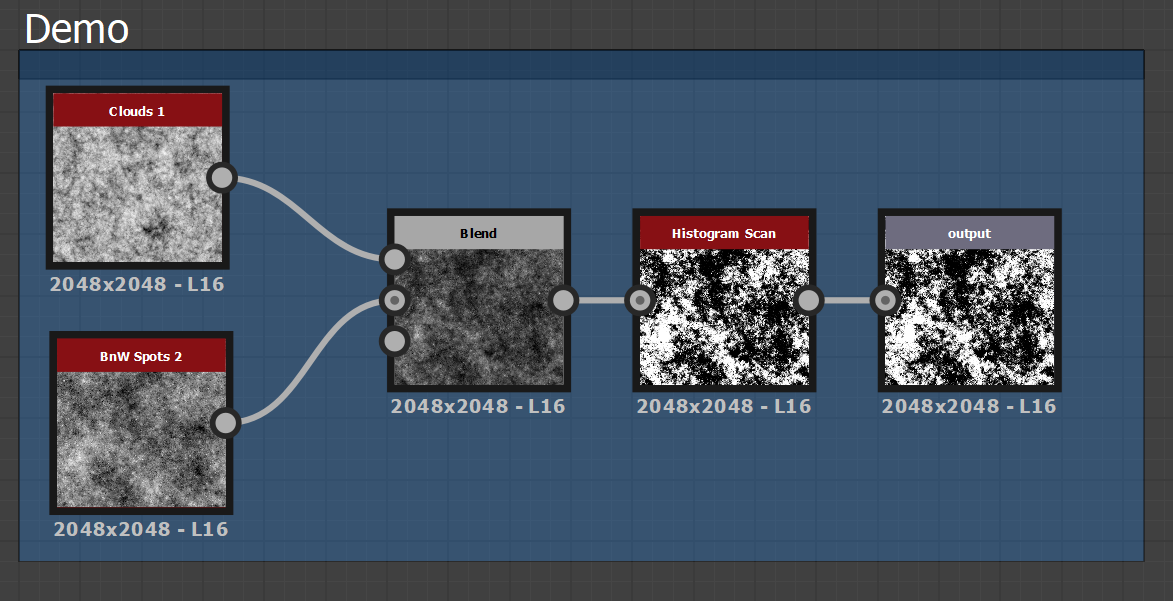 Demo
Clouds 1
2048x2048 - L16
BnW Spots 2
2048x2048 - L16
Blend
2048x2048 - L16
Histogram Scan
2048x2048 - L16
output
2048x2048 - L16